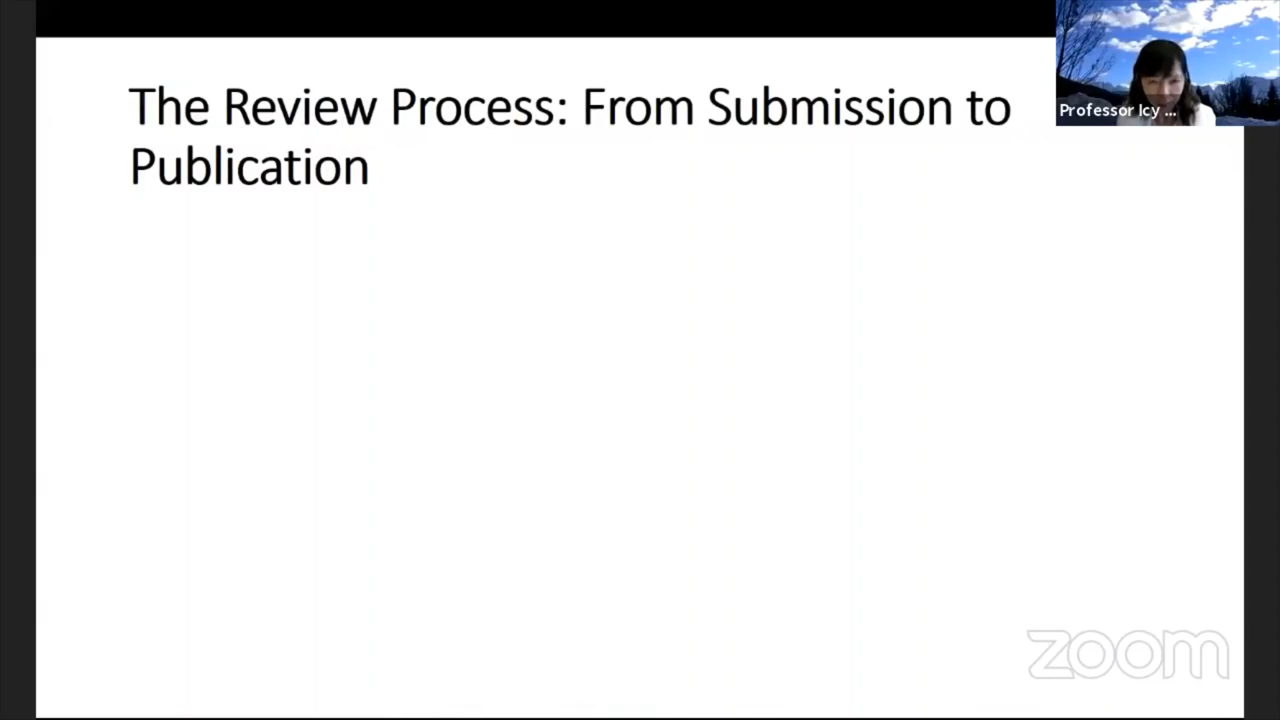 The Review Process: From Submission to
Publication
Professor Icy ...
zoom